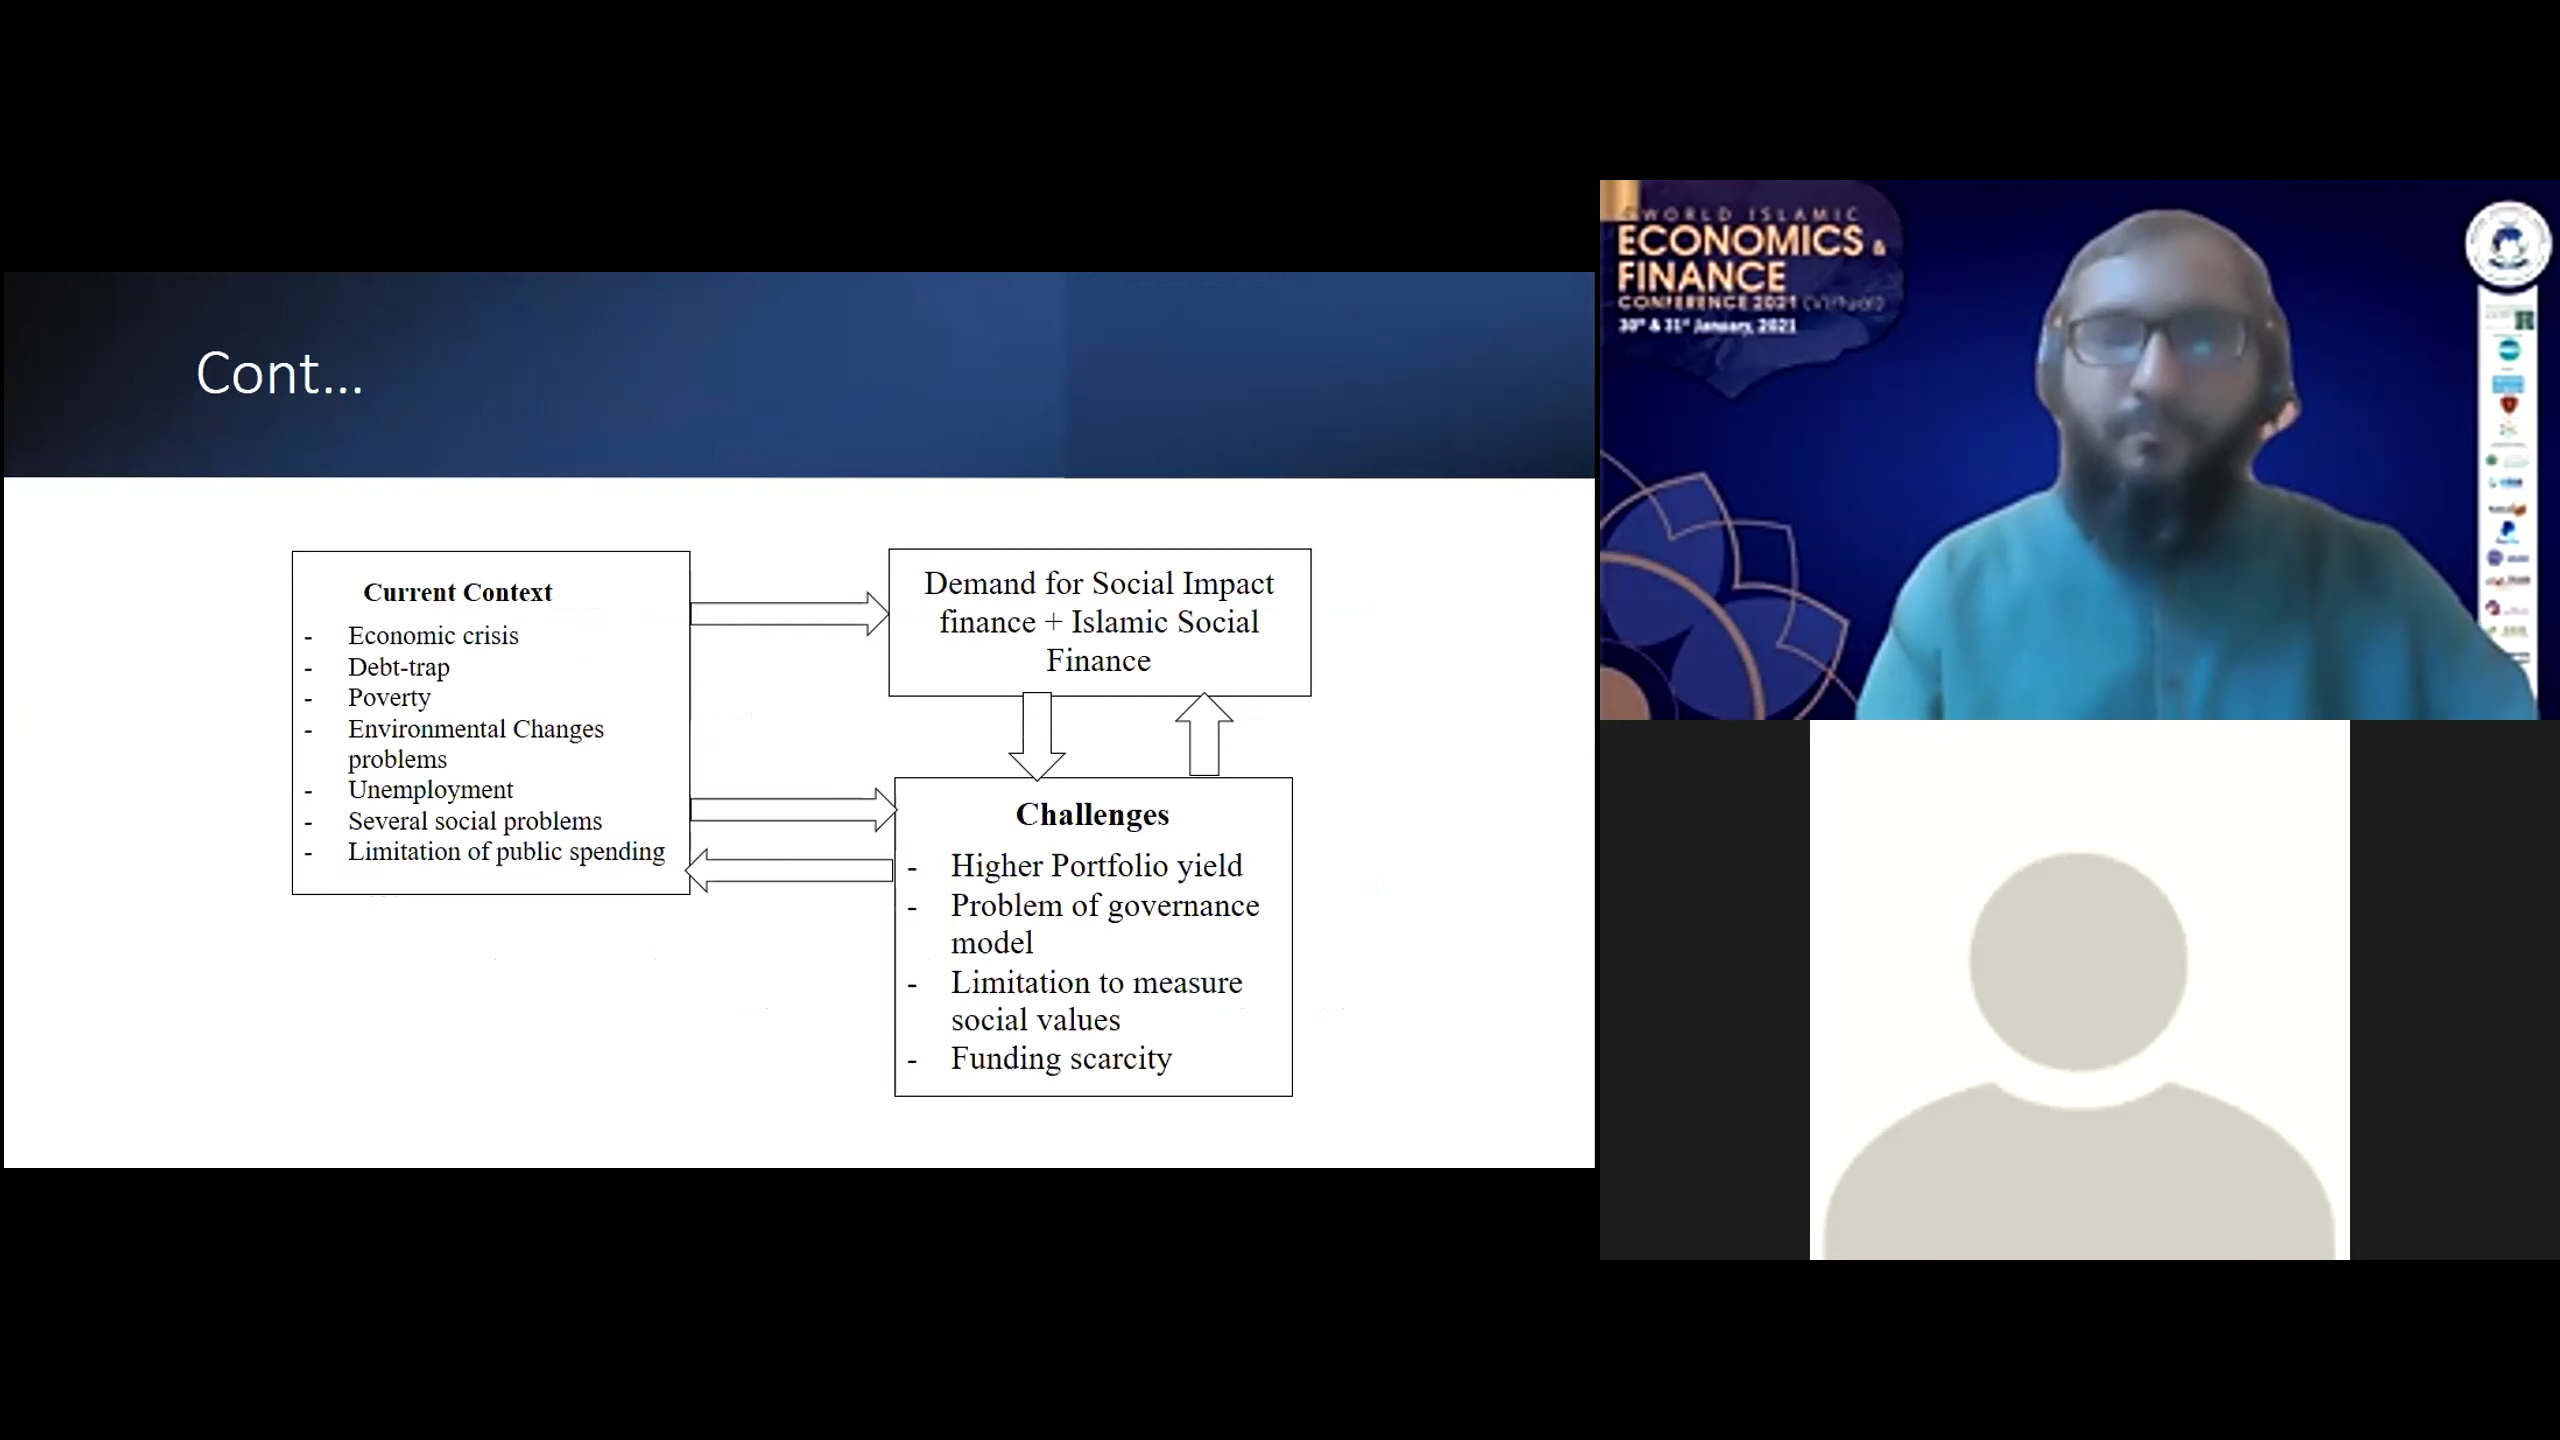 Cont...
Current Context
- Economic crisis
- Debt-trap
- Poverty
- Environmental Changes
problems
- Unemployment
- Several social problems
- Limitation of public spending
Demand for Social Impact
finance + Islamic Social
Finance
Challenges
- Higher Portfolio yield
- Problem of governance
model
- Limitation to measure
social values
- Funding scarcity
WORLD ISLAMIC
ECONOMICS &
FINANCE
CONFERENCE 2021 (Virtual)
30th & 31st January, 2021